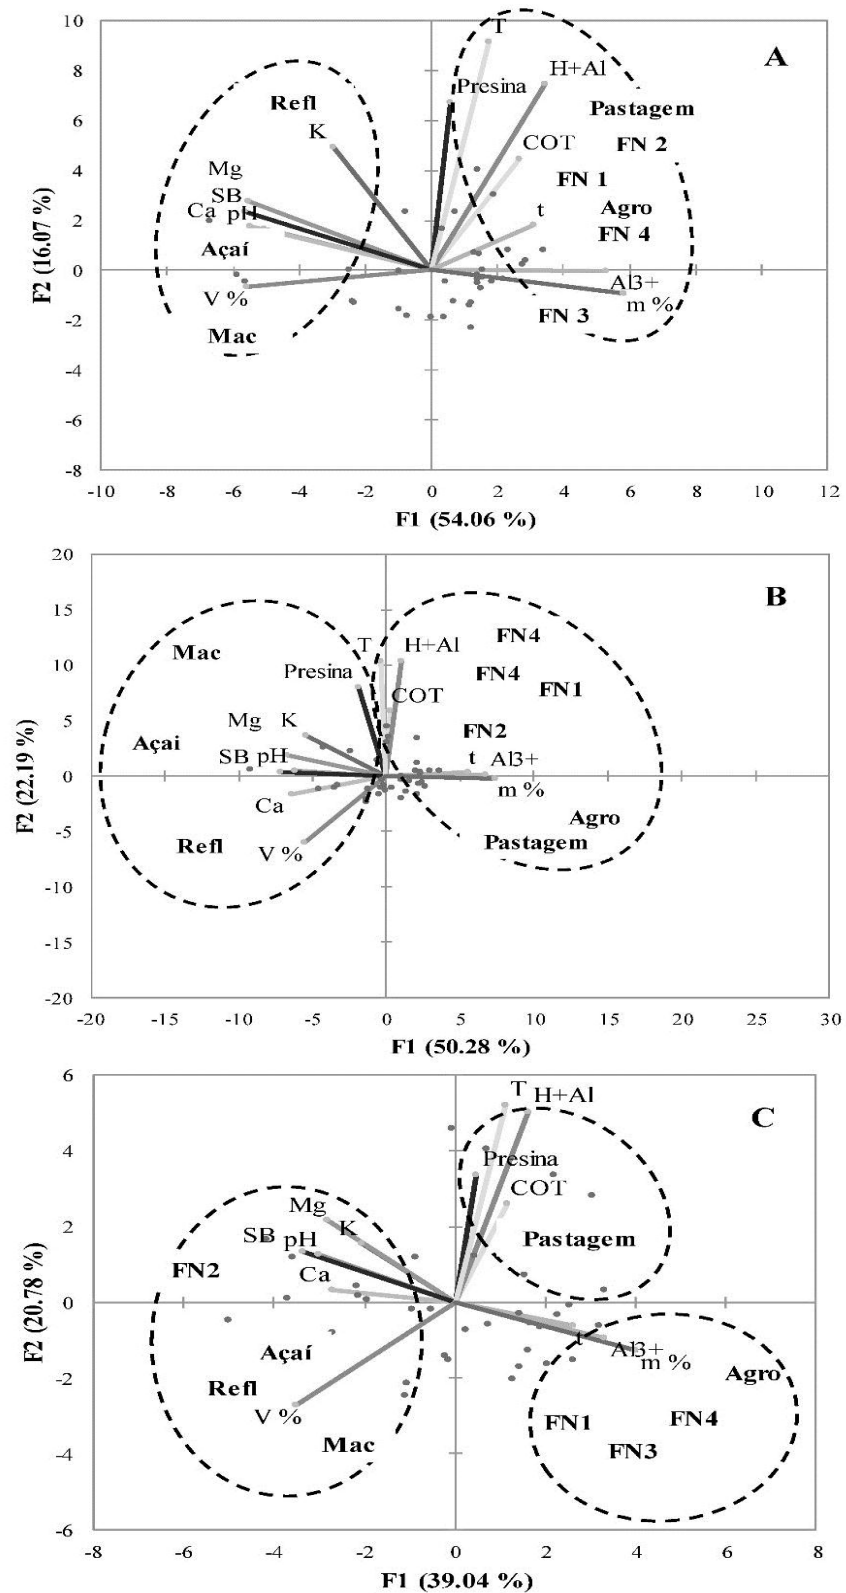 10
T
A
8
H+Al
Presina
Refl
Pastagem
6
K
COT
FN 2
4
Mg
FN 1
SB
t
Agro
2
Ca pH
FN 4
Açaí
0
Al3+
V %
m %
FN 3
-2
Mac
-4
-6
-8
-10 -8 -6 -4 -2 0 2 4 6 8 10 12
F1 (54.06 %)
F2 (16.07 %)
20
B
15
FN4
Mac
T H+Al
10
Presina
FN4
FN1
COT
5
Mg K
FN2
Açai
SB pH
t Al3+
0
m %
Ca
Agro
-5
Refl
V %
Pastagem
-10
-15
-20
-20 -15 -10 -5 0 5 10 15 20 25 30
F1 (50.28 %)
F2 (22.19 %)
6
T H+Al
C
4
Presina
COT
Mg
2
K
SB pH
Pastagem
FN2
Ca
0
t Al3+
Açaí
m %
-2
Agro
Refl
V %
FN1
FN4
Mac
FN3
-4
-6
-8 -6 -4 -2 0 2 4 6 8
F1 (39.04 %)
F2 (20.78 %)